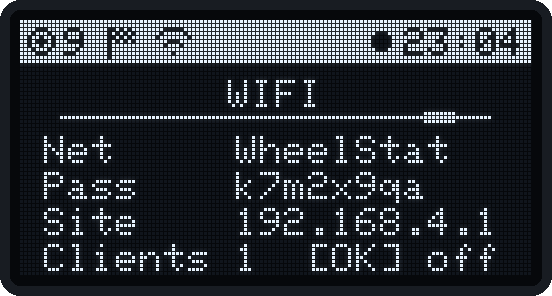 9 23:04
WIFI
Net WheelStat
Pass k7m2x9qa
Site 192.168.4.1
Clients 1 [OK] off